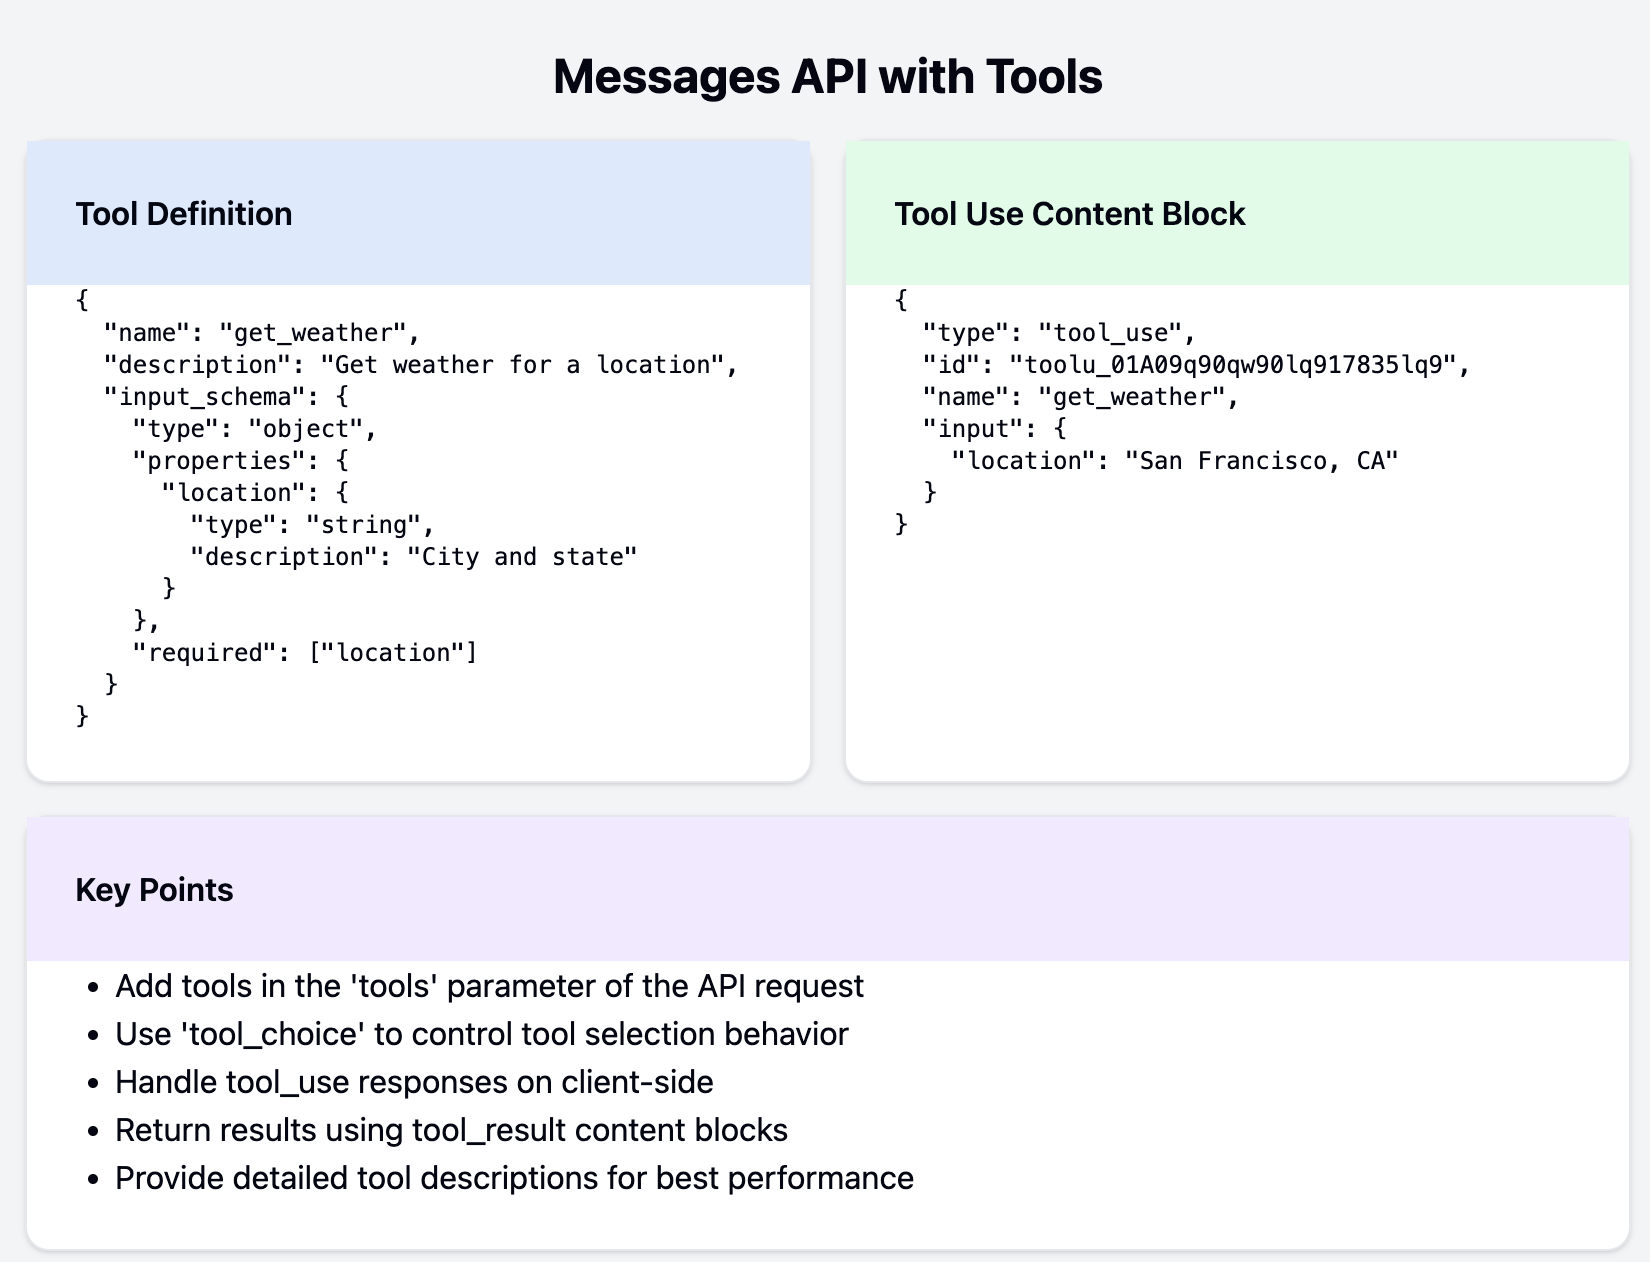 Messages API with Tools
Tool Definition
{
  "name": "get_weather",
  "description": "Get weather for a location",
  "input_schema": {
    "type": "object",
    "properties": {
      "location": {
        "type": "string",
        "description": "City and state"
      }
    },
    "required": ["location"]
  }
}
Tool Use Content Block
{
  "type": "tool_use",
  "id": "toolu_01A09q90qw90lq917835lq9",
  "name": "get_weather",
  "input": {
    "location": "San Francisco, CA"
  }
}
Key Points
• Add tools in the 'tools' parameter of the API request
• Use 'tool_choice' to control tool selection behavior
• Handle tool_use responses on client-side
• Return results using tool_result content blocks
• Provide detailed tool descriptions for best performance